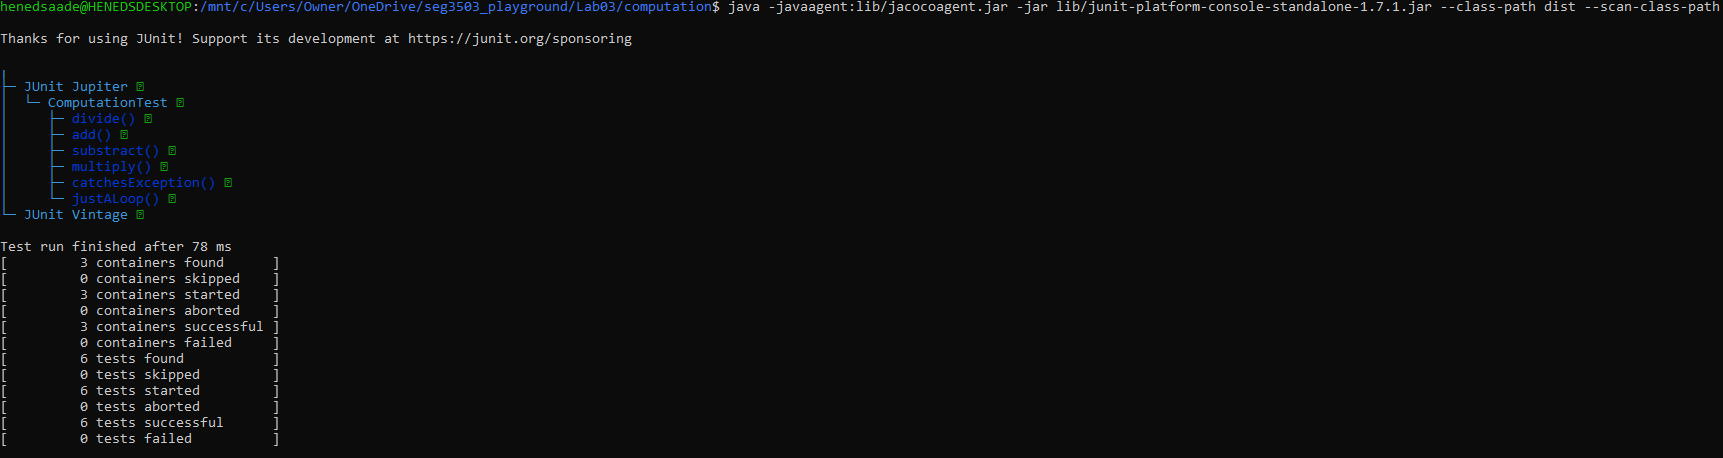 henedsaade@HENEDSDESKTOP:/mnt/c/Users/Owner/OneDrive/seg3503_playground/Lab03/computation$ java -javaagent:lib/jacocoagent.jar -jar lib/junit-platform-console-standalone-1.7.1.jar --class-path dist --scan-class-path
Thanks for using JUnit! Support its development at https://junit.org/sponsoring
╷
├─ JUnit Jupiter
│  └─ ComputationTest
│     ├─ divide()
│     ├─ add()
│     ├─ substract()
│     ├─ multiply()
│     ├─ catchesException()
│     └─ justALoop()
└─ JUnit Vintage
Test run finished after 78 ms
[         3 containers found      ]
[         0 containers skipped    ]
[         3 containers started    ]
[         0 containers aborted    ]
[         3 containers successful ]
[         0 containers failed     ]
[         6 tests found           ]
[         0 tests skipped         ]
[         6 tests started         ]
[         0 tests aborted         ]
[         6 tests successful      ]
[         0 tests failed          ]